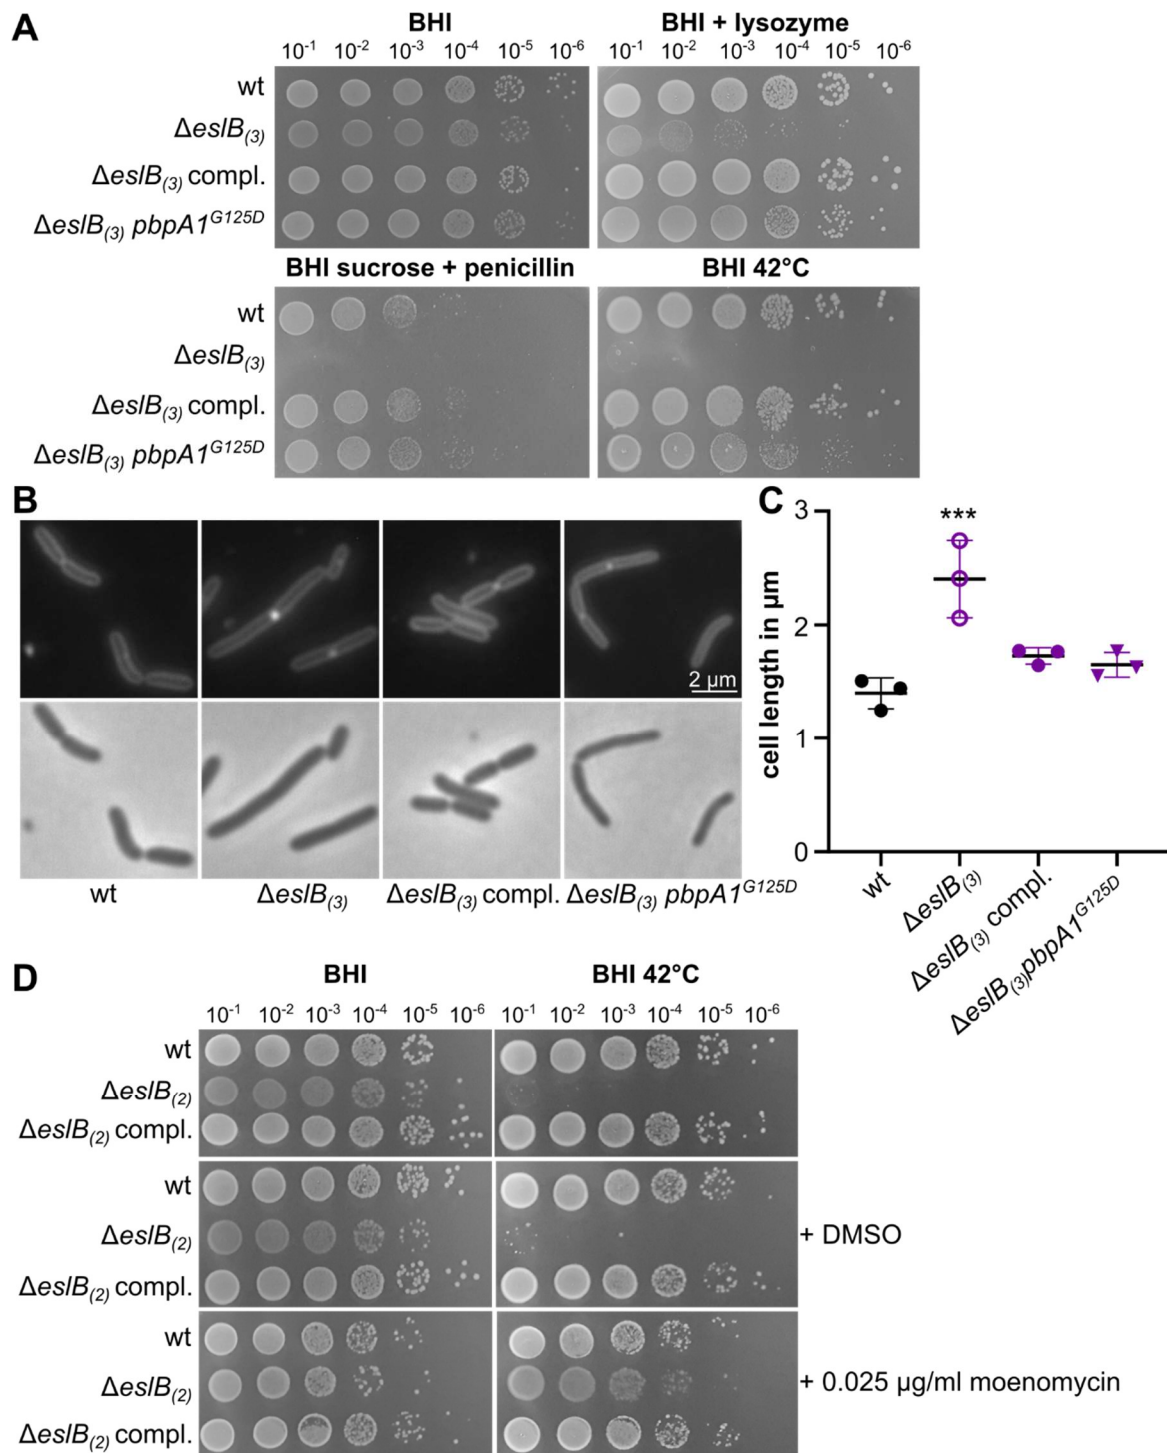 A
BHI
BHI + lysozyme
10⁻¹ 10⁻² 10⁻³ 10⁻⁴ 10⁻⁵ 10⁻⁶
10⁻¹ 10⁻² 10⁻³ 10⁻⁴ 10⁻⁵ 10⁻⁶
wt
ΔeslB(3)
ΔeslB(3) compl.
ΔeslB(3) pbpA1ᴳ¹²⁵ᴰ
BHI sucrose + penicillin
BHI 42°C
wt
ΔeslB(3)
ΔeslB(3) compl.
ΔeslB(3) pbpA1ᴳ¹²⁵ᴰ
B
2 µm
wt
ΔeslB(3)
ΔeslB(3) compl.
ΔeslB(3) pbpA1ᴳ¹²⁵ᴰ
C
cell length in µm
3
2
1
0
***
wt
ΔeslB(3)
ΔeslB(3) compl.
ΔeslB(3)pbpA1ᴳ¹²⁵ᴰ
D
BHI
BHI 42°C
10⁻¹ 10⁻² 10⁻³ 10⁻⁴ 10⁻⁵ 10⁻⁶
10⁻¹ 10⁻² 10⁻³ 10⁻⁴ 10⁻⁵ 10⁻⁶
wt
ΔeslB(2)
ΔeslB(2) compl.
wt
ΔeslB(2)
+ DMSO
ΔeslB(2) compl.
wt
ΔeslB(2)
+ 0.025 µg/ml moenomycin
ΔeslB(2) compl.